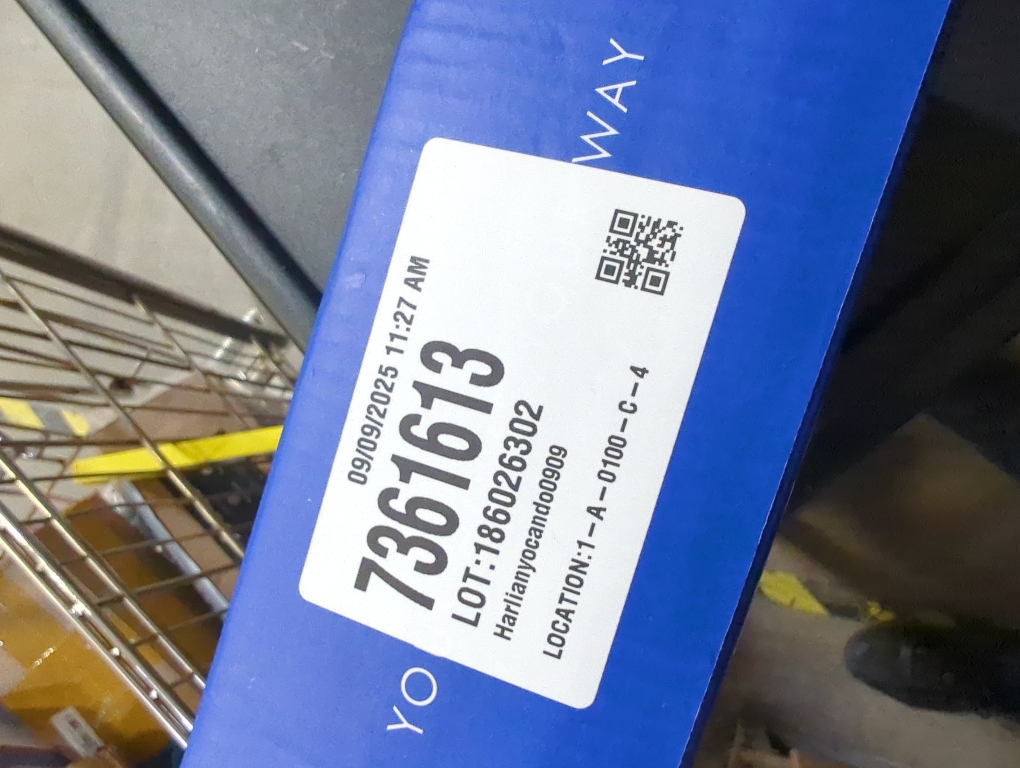 09/09/2025 11:27 AM
7361613
LOT:186026302
Harlianyocando0909
LOCATION:1-A-0100-C-4
YO
WAY